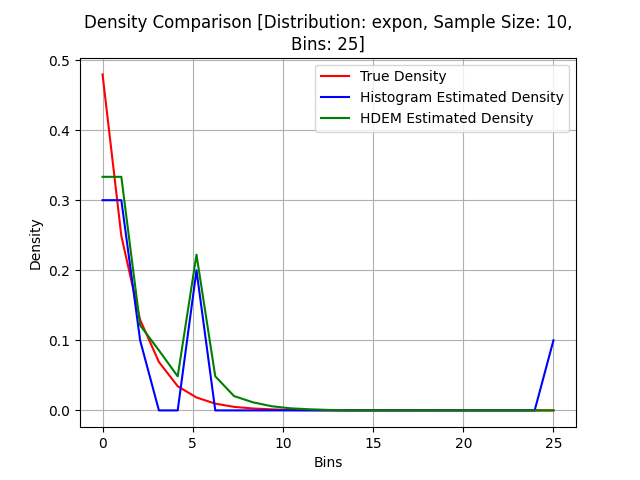 Density Comparison [Distribution: expon, Sample Size: 10,
Bins: 25]
True Density
Histogram Estimated Density
HDEM Estimated Density
Density
0.5
0.4
0.3
0.2
0.1
0.0
0 5 10 15 20 25
Bins